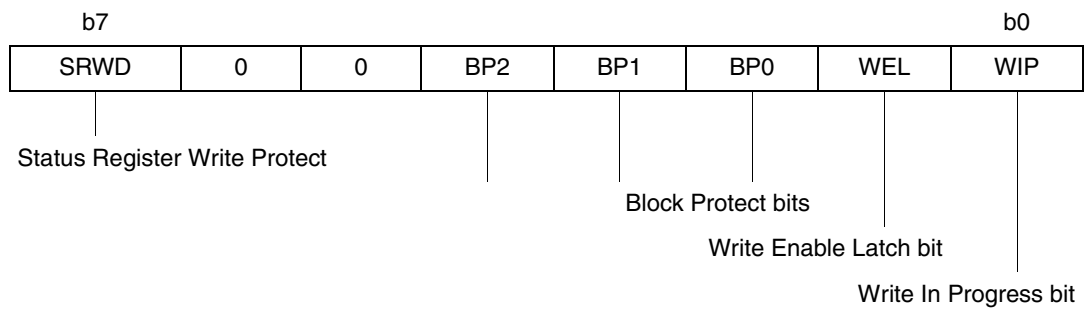 b7 b0
SRWD 0 0 BP2 BP1 BP0 WEL WIP
Status Register Write Protect
Block Protect bits
Write Enable Latch bit
Write In Progress bit